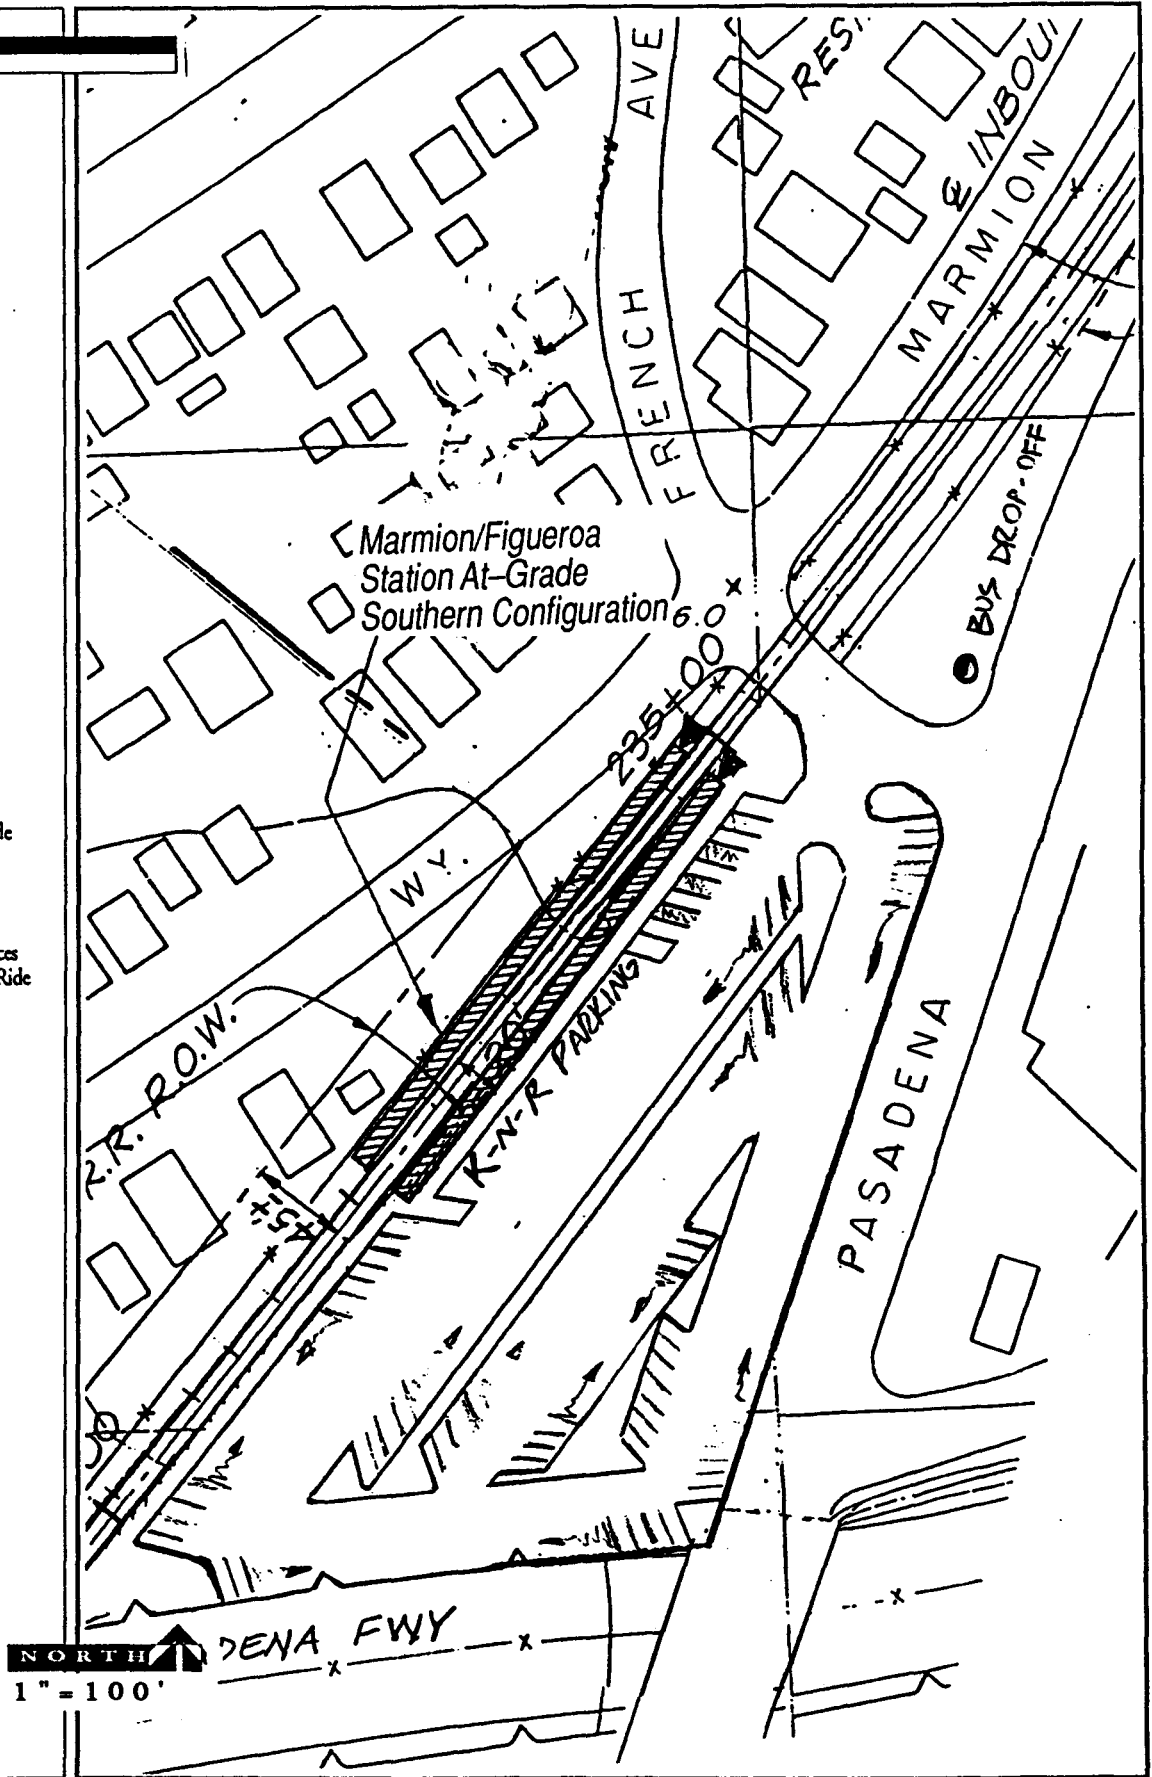 FRENCH AVE
RES.
& INBOU
MARMION
BUS DROP-OFF
Marmion/Figueroa
Station At-Grade
Southern Configuration
6.0
235+00
le
WY.
ces
Ride
R.R. R.O.W.
K-N-R PARKING
45'±
PASADENA
DENA FWY
NORTH
1"=100'